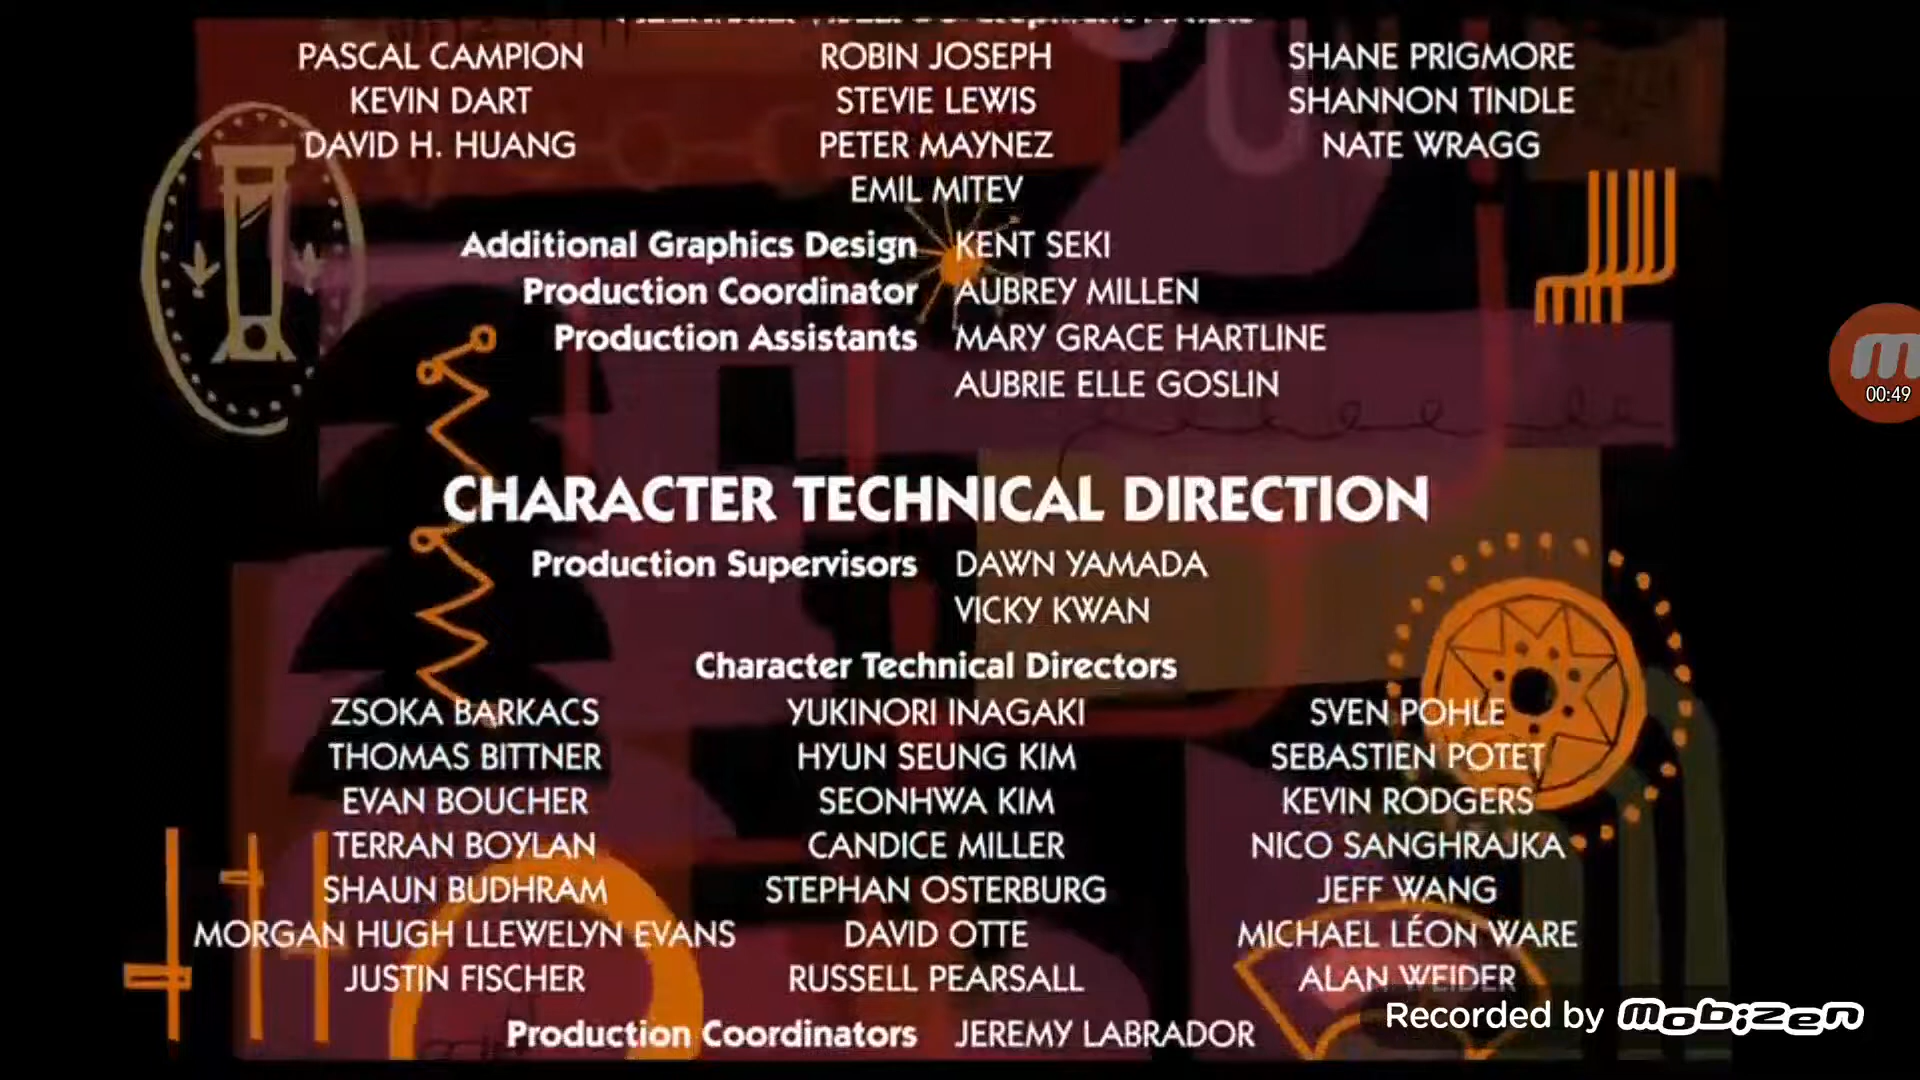 PASCAL CAMPION ROBIN JOSEPH SHANE PRIGMORE
KEVIN DART STEVIE LEWIS SHANNON TINDLE
DAVID H. HUANG PETER MAYNEZ NATE WRAGG
EMIL MITEV
Additional Graphics Design KENT SEKI
Production Coordinator AUBREY MILLEN
Production Assistants MARY GRACE HARTLINE
AUBRIE ELLE GOSLIN
00:49
CHARACTER TECHNICAL DIRECTION
Production Supervisors DAWN YAMADA
VICKY KWAN
Character Technical Directors
ZSOKA BARKACS YUKINORI INAGAKI SVEN POHLE
THOMAS BITTNER HYUN SEUNG KIM SEBASTIEN POTET
EVAN BOUCHER SEONHWA KIM KEVIN RODGERS
TERRAN BOYLAN CANDICE MILLER NICO SANGHRAJKA
SHAUN BUDHRAM STEPHAN OSTERBURG JEFF WANG
MORGAN HUGH LLEWELYN EVANS DAVID OTTE MICHAEL LÉON WARE
JUSTIN FISCHER RUSSELL PEARSALL ALAN WEIDER
Production Coordinators JEREMY LABRADOR
Recorded by mobizen